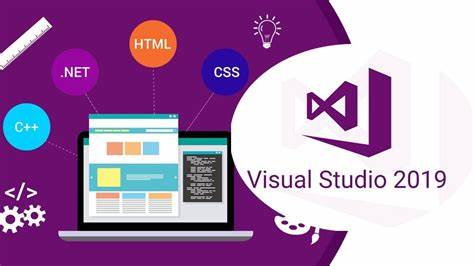 HTML
.NET
CSS
C++
</>
Visual Studio 2019